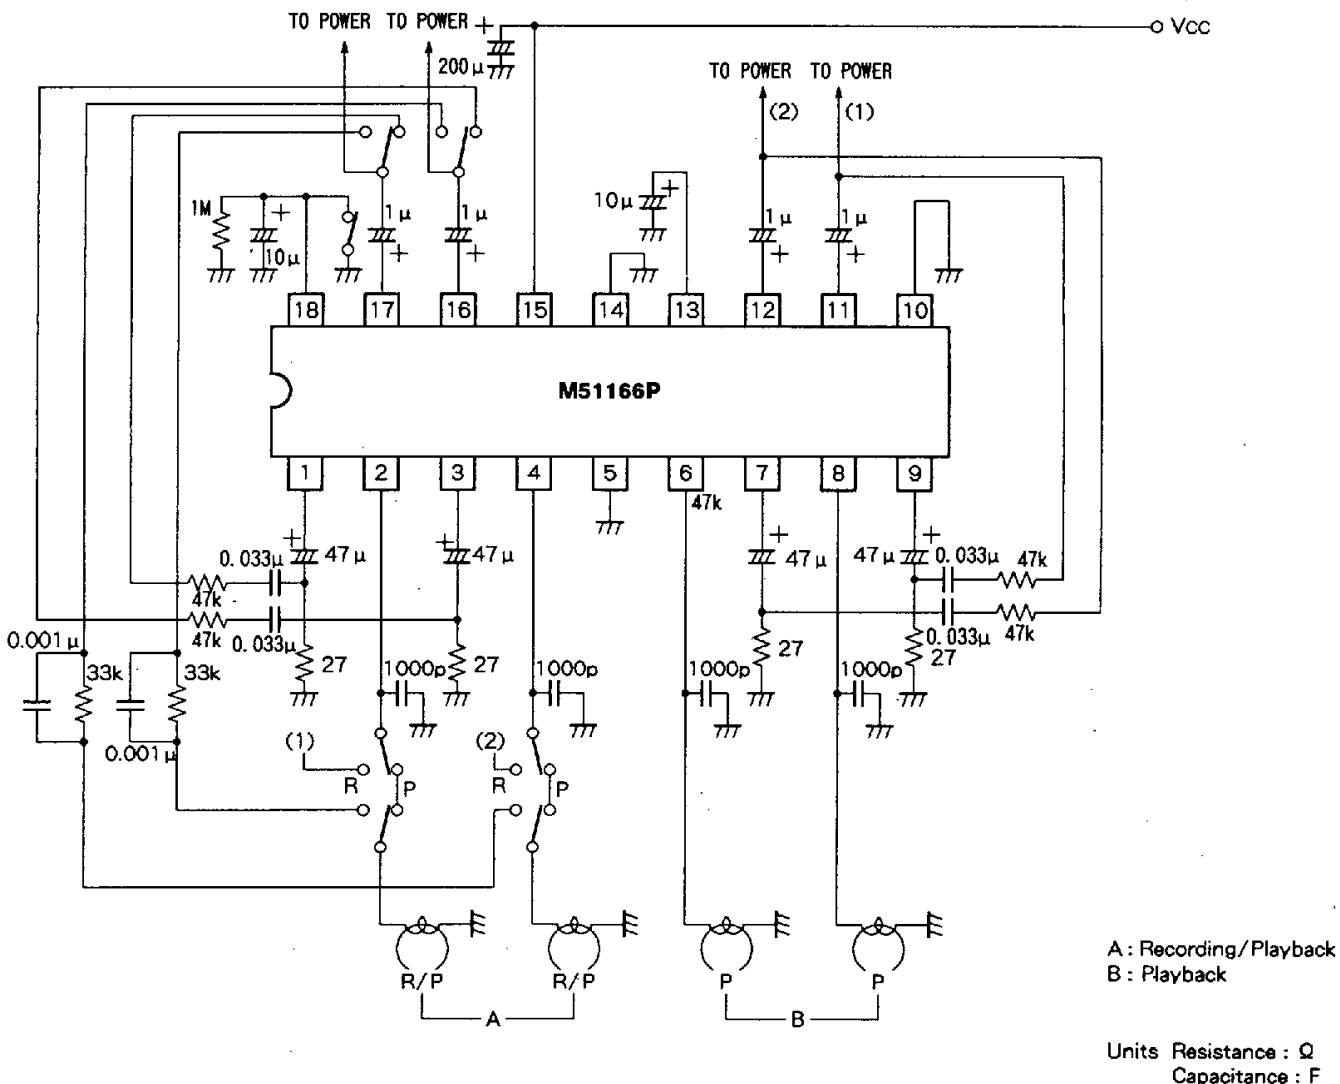 TO POWER TO POWER + Vcc
200μ
TO POWER TO POWER
(2) (1)
1M + 10μ
1μ + 1μ +
10μ +
1μ + 1μ +
18 17 16 15 14 13 12 11 10
M51166P
1 2 3 4 5 6 7 8 9
47k
+ 47μ + 47μ + 47μ 47μ +
0.033μ 0.033μ 47k
47k
47k 0.033μ 0.033μ 47k
27 27 27 27
0.001μ 33k 33k
0.001μ
1000p 1000p 1000p 1000p
(1) (2)
R P R P
R/P R/P P P
A B
A : Recording/Playback
B : Playback
Units Resistance : Ω
Capacitance : F